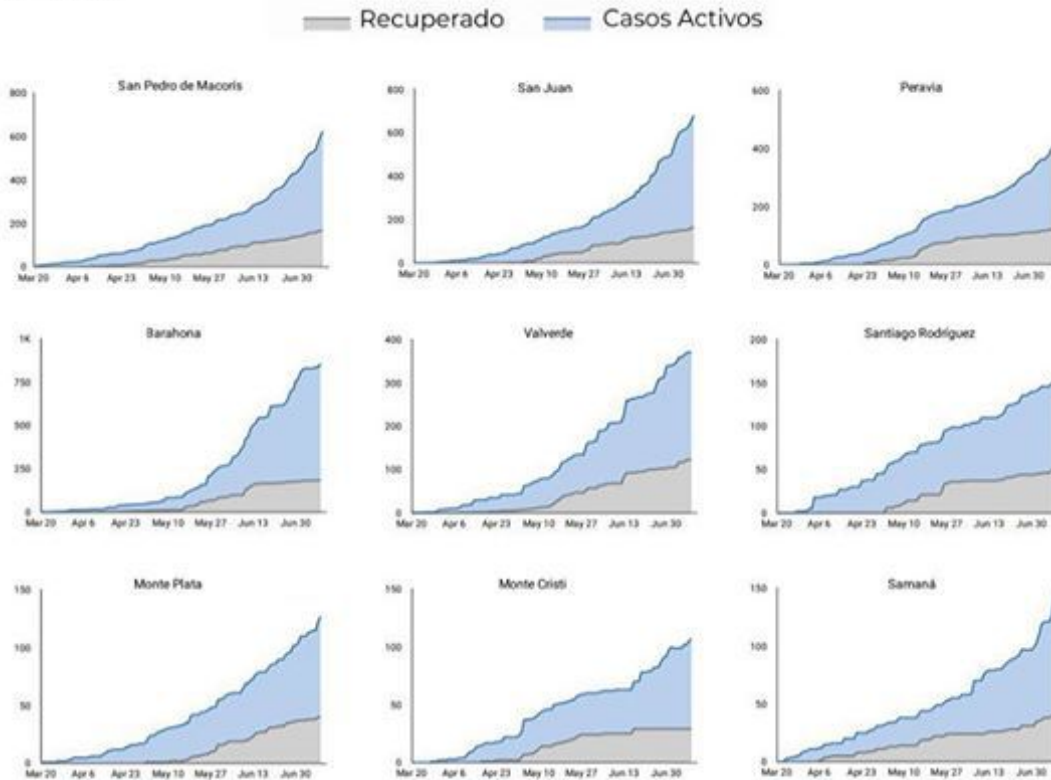 Recuperado Casos Activos
San Pedro de Macorís San Juan Peravia
800 800 600
600 600 400
400 400 200
200 200 0
0 0
Mar 20 Apr 6 Apr 23 May 10 May 27 Jun 13 Jun 30 Mar 20 Apr 6 Apr 23 May 10 May 27 Jun 13 Jun 30 Mar 20 Apr 6 Apr 23 May 10 May 27 Jun 13 Jun 30
Barahona Valverde Santiago Rodríguez
1K 400 200
750 300 150
500 200 100
250 100 50
0 0 0
Mar 20 Apr 6 Apr 23 May 10 May 27 Jun 13 Jun 30 Mar 20 Apr 6 Apr 23 May 10 May 27 Jun 13 Jun 30 Mar 20 Apr 6 Apr 23 May 10 May 27 Jun 13 Jun 30
Monte Plata Monte Cristi Samaná
150 150 150
100 100 100
50 50 50
0 0 0
Mar 20 Apr 6 Apr 23 May 10 May 27 Jun 13 Jun 30 Mar 20 Apr 6 Apr 23 May 10 May 27 Jun 13 Jun 30 Mar 20 Apr 6 Apr 23 May 10 May 27 Jun 13 Jun 30